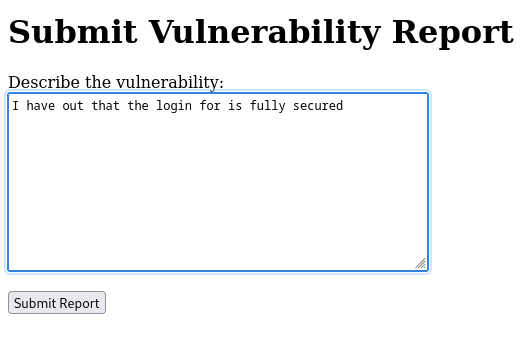 Submit Vulnerability Report
Describe the vulnerability:
I have out that the login for is fully secured
Submit Report